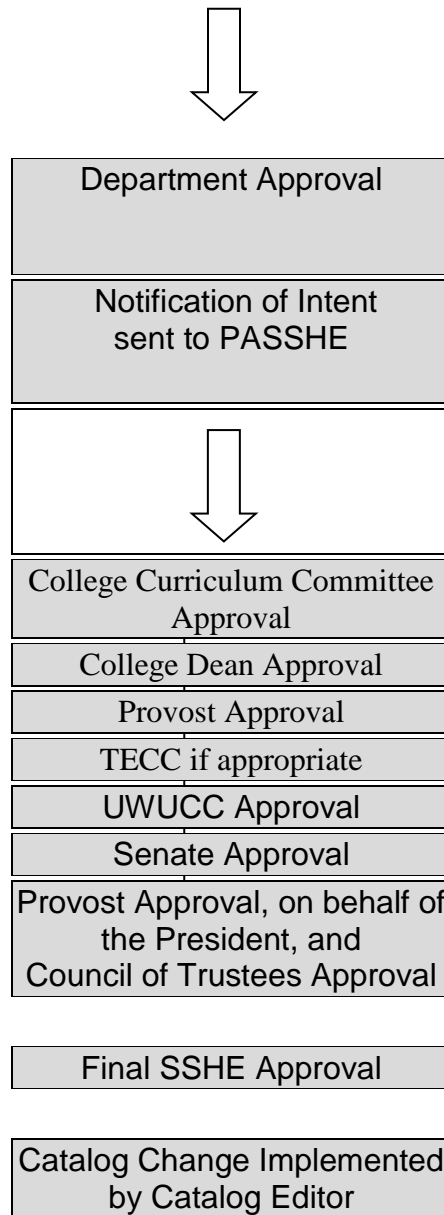 Department Approval
Notification of Intent
sent to PASSHE
College Curriculum Committee
Approval
College Dean Approval
Provost Approval
TECC if appropriate
UWUCC Approval
Senate Approval
Provost Approval, on behalf of
the President, and
Council of Trustees Approval
Final SSHE Approval
Catalog Change Implemented
by Catalog Editor